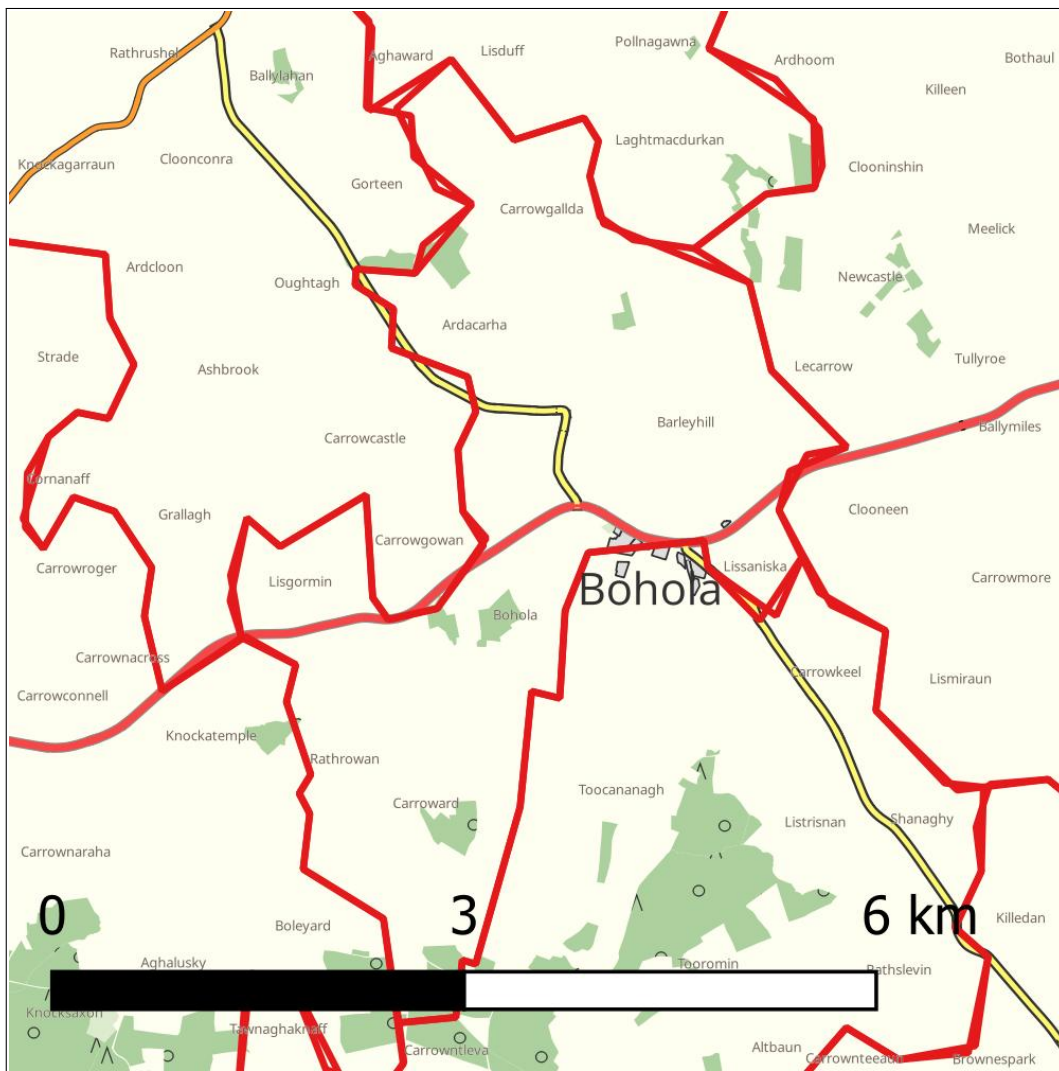 Rathrushel
Aghaward
Lisduff
Pollnagawna
Ardhoom
Bothaul
Ballylahan
Killeen
Knockagarraun
Cloonconra
Gorteen
Laghtmacdurkan
Clooninshin
Carrowgallda
Meelick
Ardcloon
Oughtagh
Newcastle
Ardacarha
Strade
Ashbrook
Lecarrow
Tullyroe
Carrowcastle
Barleyhill
Ballymiles
Cornanaff
Grallagh
Clooneen
Carrowgowan
Carrowroger
Lisgormin
Lissaniska
Carrowmore
Bohola
Bohola
Carrownacross
Carrowkeel
Lismiraun
Carrowconnell
Knockatemple
Rathrowan
Toocananagh
Carroward
Listrisnan
Shanaghy
Carrownaraha
0 3 6 km
Boleyard
Killedan
Aghalusky
Tooromin
Rathslevin
Knocksaxon
Tawnaghaknaff
Carrowntleva
Altbaun
Carrownteeaun
Brownespark